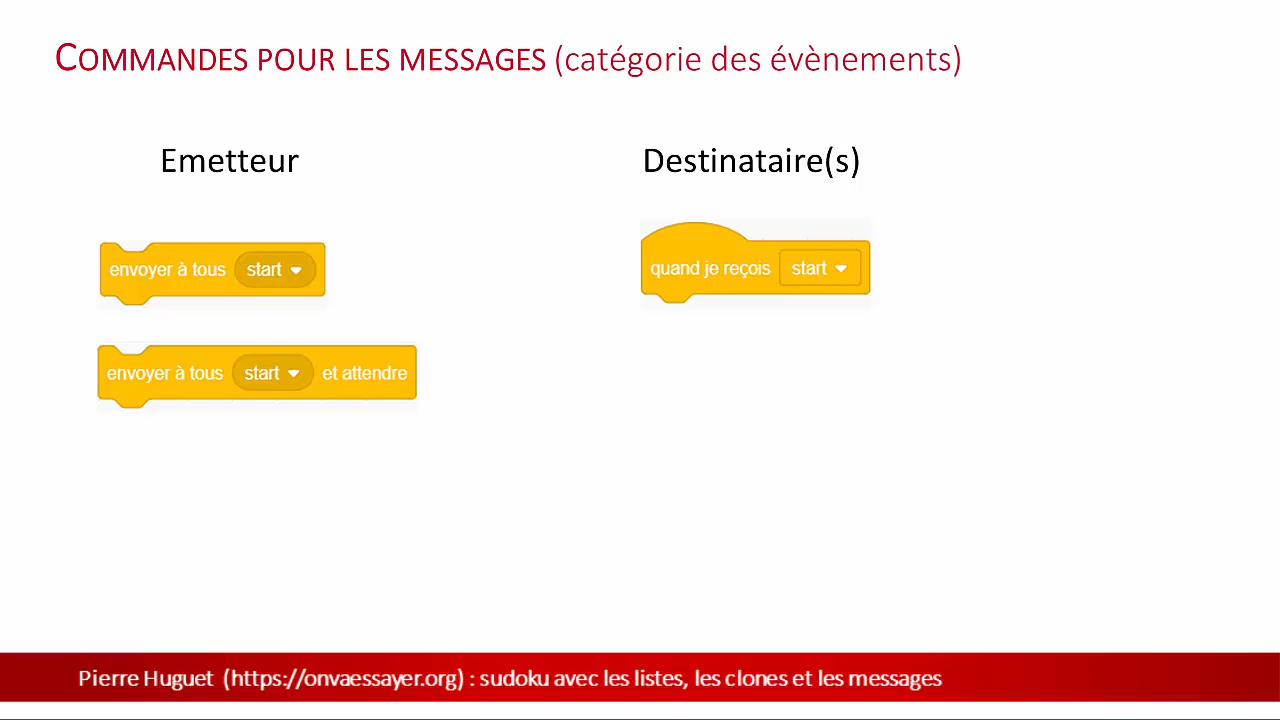 COMMANDES POUR LES MESSAGES (catégorie des évènements)
Emetteur
Destinataire(s)
envoyer à tous start
quand je reçois start
envoyer à tous start et attendre
Pierre Huguet (https://onvaessayer.org) : sudoku avec les listes, les clones et les messages